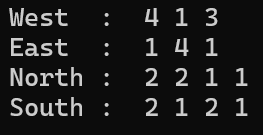 West  :  4 1 3
East  :  1 4 1
North :  2 2 1 1
South :  2 1 2 1